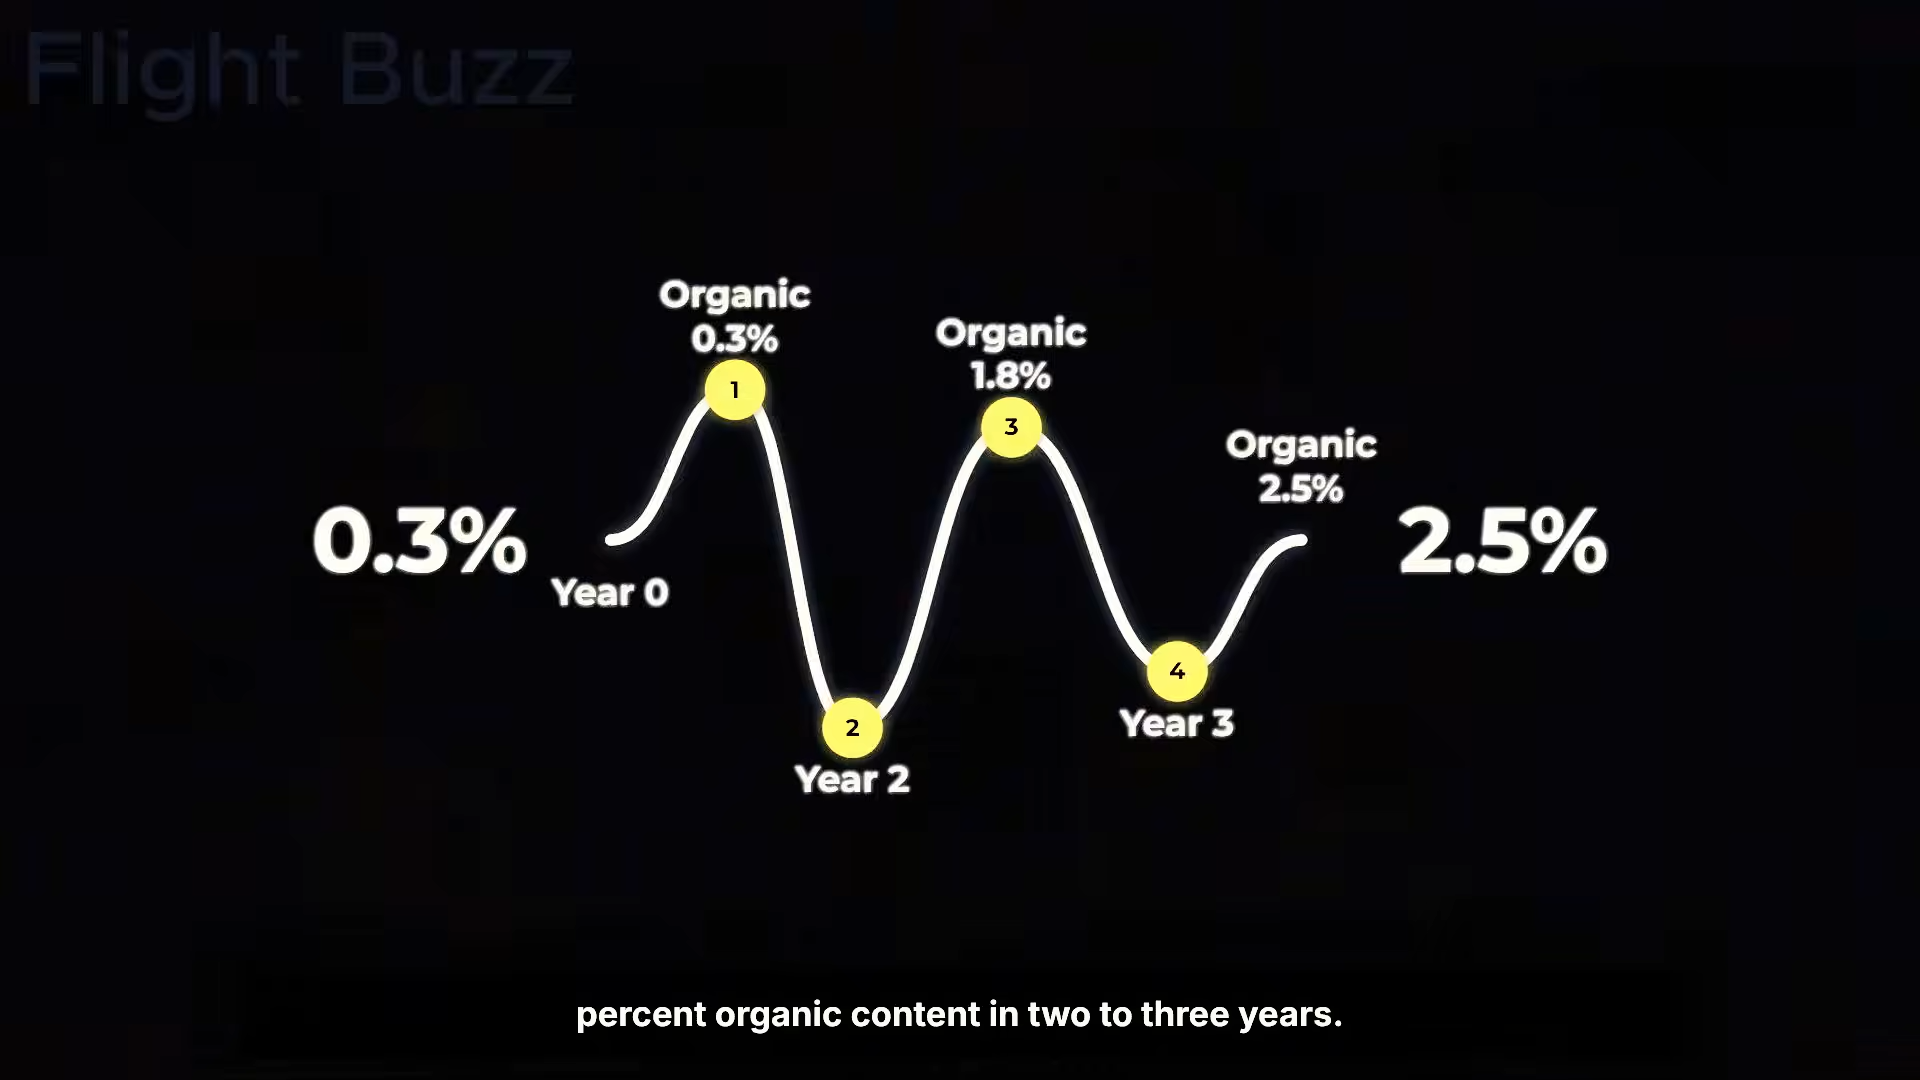 Flight Buzz
Organic
0.3%
Organic
1.8%
Organic
2.5%
0.3%
2.5%
Year 0
1
2
3
4
Year 2
Year 3
percent organic content in two to three years.